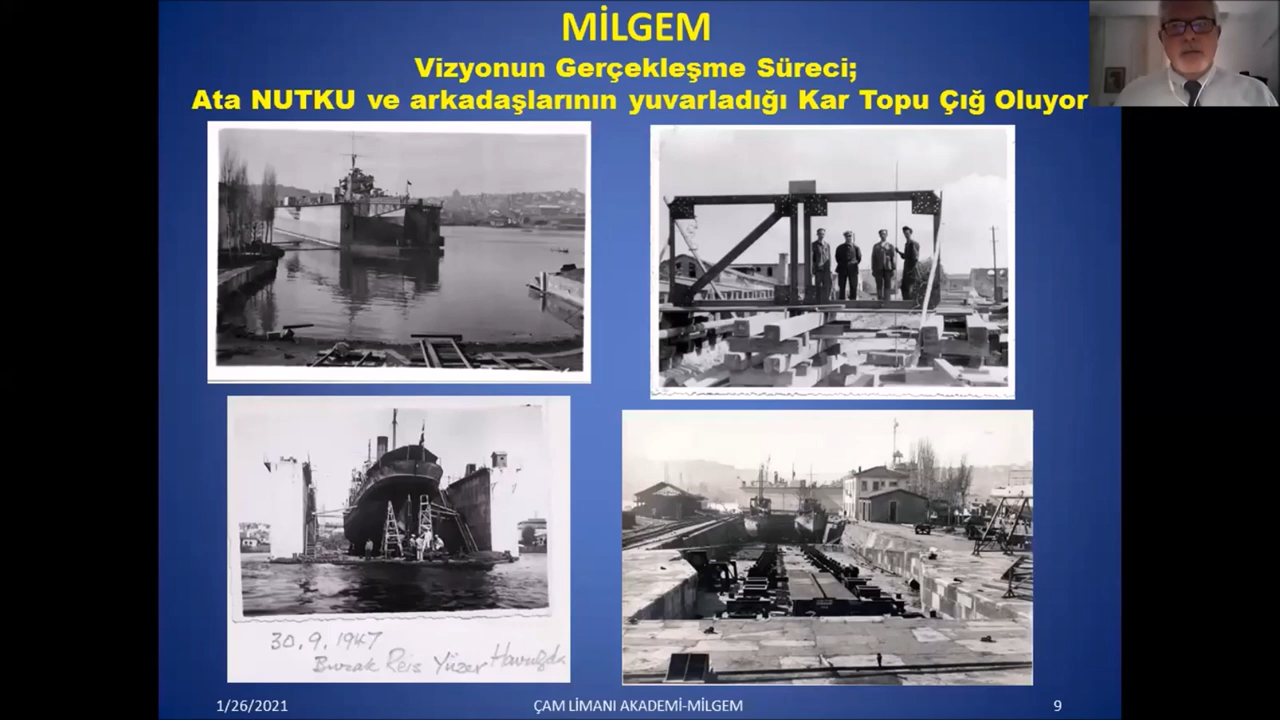 MİLGEM
Vizyonun Gerçekleşme Süreci;
Ata NUTKU ve arkadaşlarının yuvarladığı Kar Topu Çığ Oluyor
30.9.1947
Burak Reis Yüzer Havuzda
1/26/2021
ÇAM LİMANI AKADEMİ-MİLGEM
9